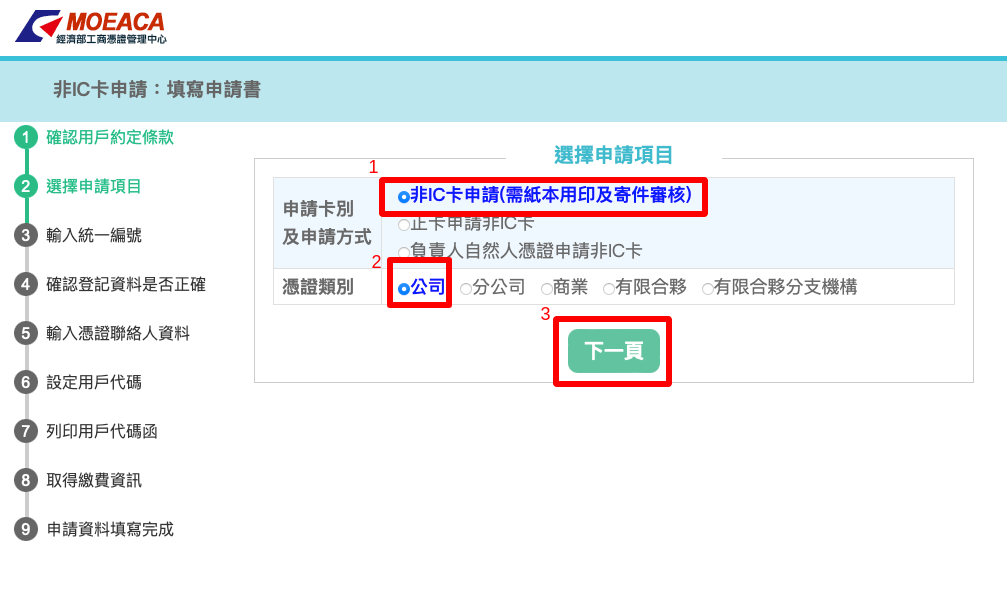 MOEACA
經濟部工商憑證管理中心
非IC卡申請：填寫申請書
1 確認用戶約定條款
2 選擇申請項目
3 輸入統一編號
4 確認登記資料是否正確
5 輸入憑證聯絡人資料
6 設定用戶代碼
7 列印用戶代碼函
8 取得繳費資訊
9 申請資料填寫完成
選擇申請項目
1
申請卡別
及申請方式
非IC卡申請(需紙本用印及寄件審核)
正卡申請非IC卡
負責人自然人憑證申請非IC卡
2
憑證類別 公司 分公司 商業 有限合夥 有限合夥分支機構
3
下一頁